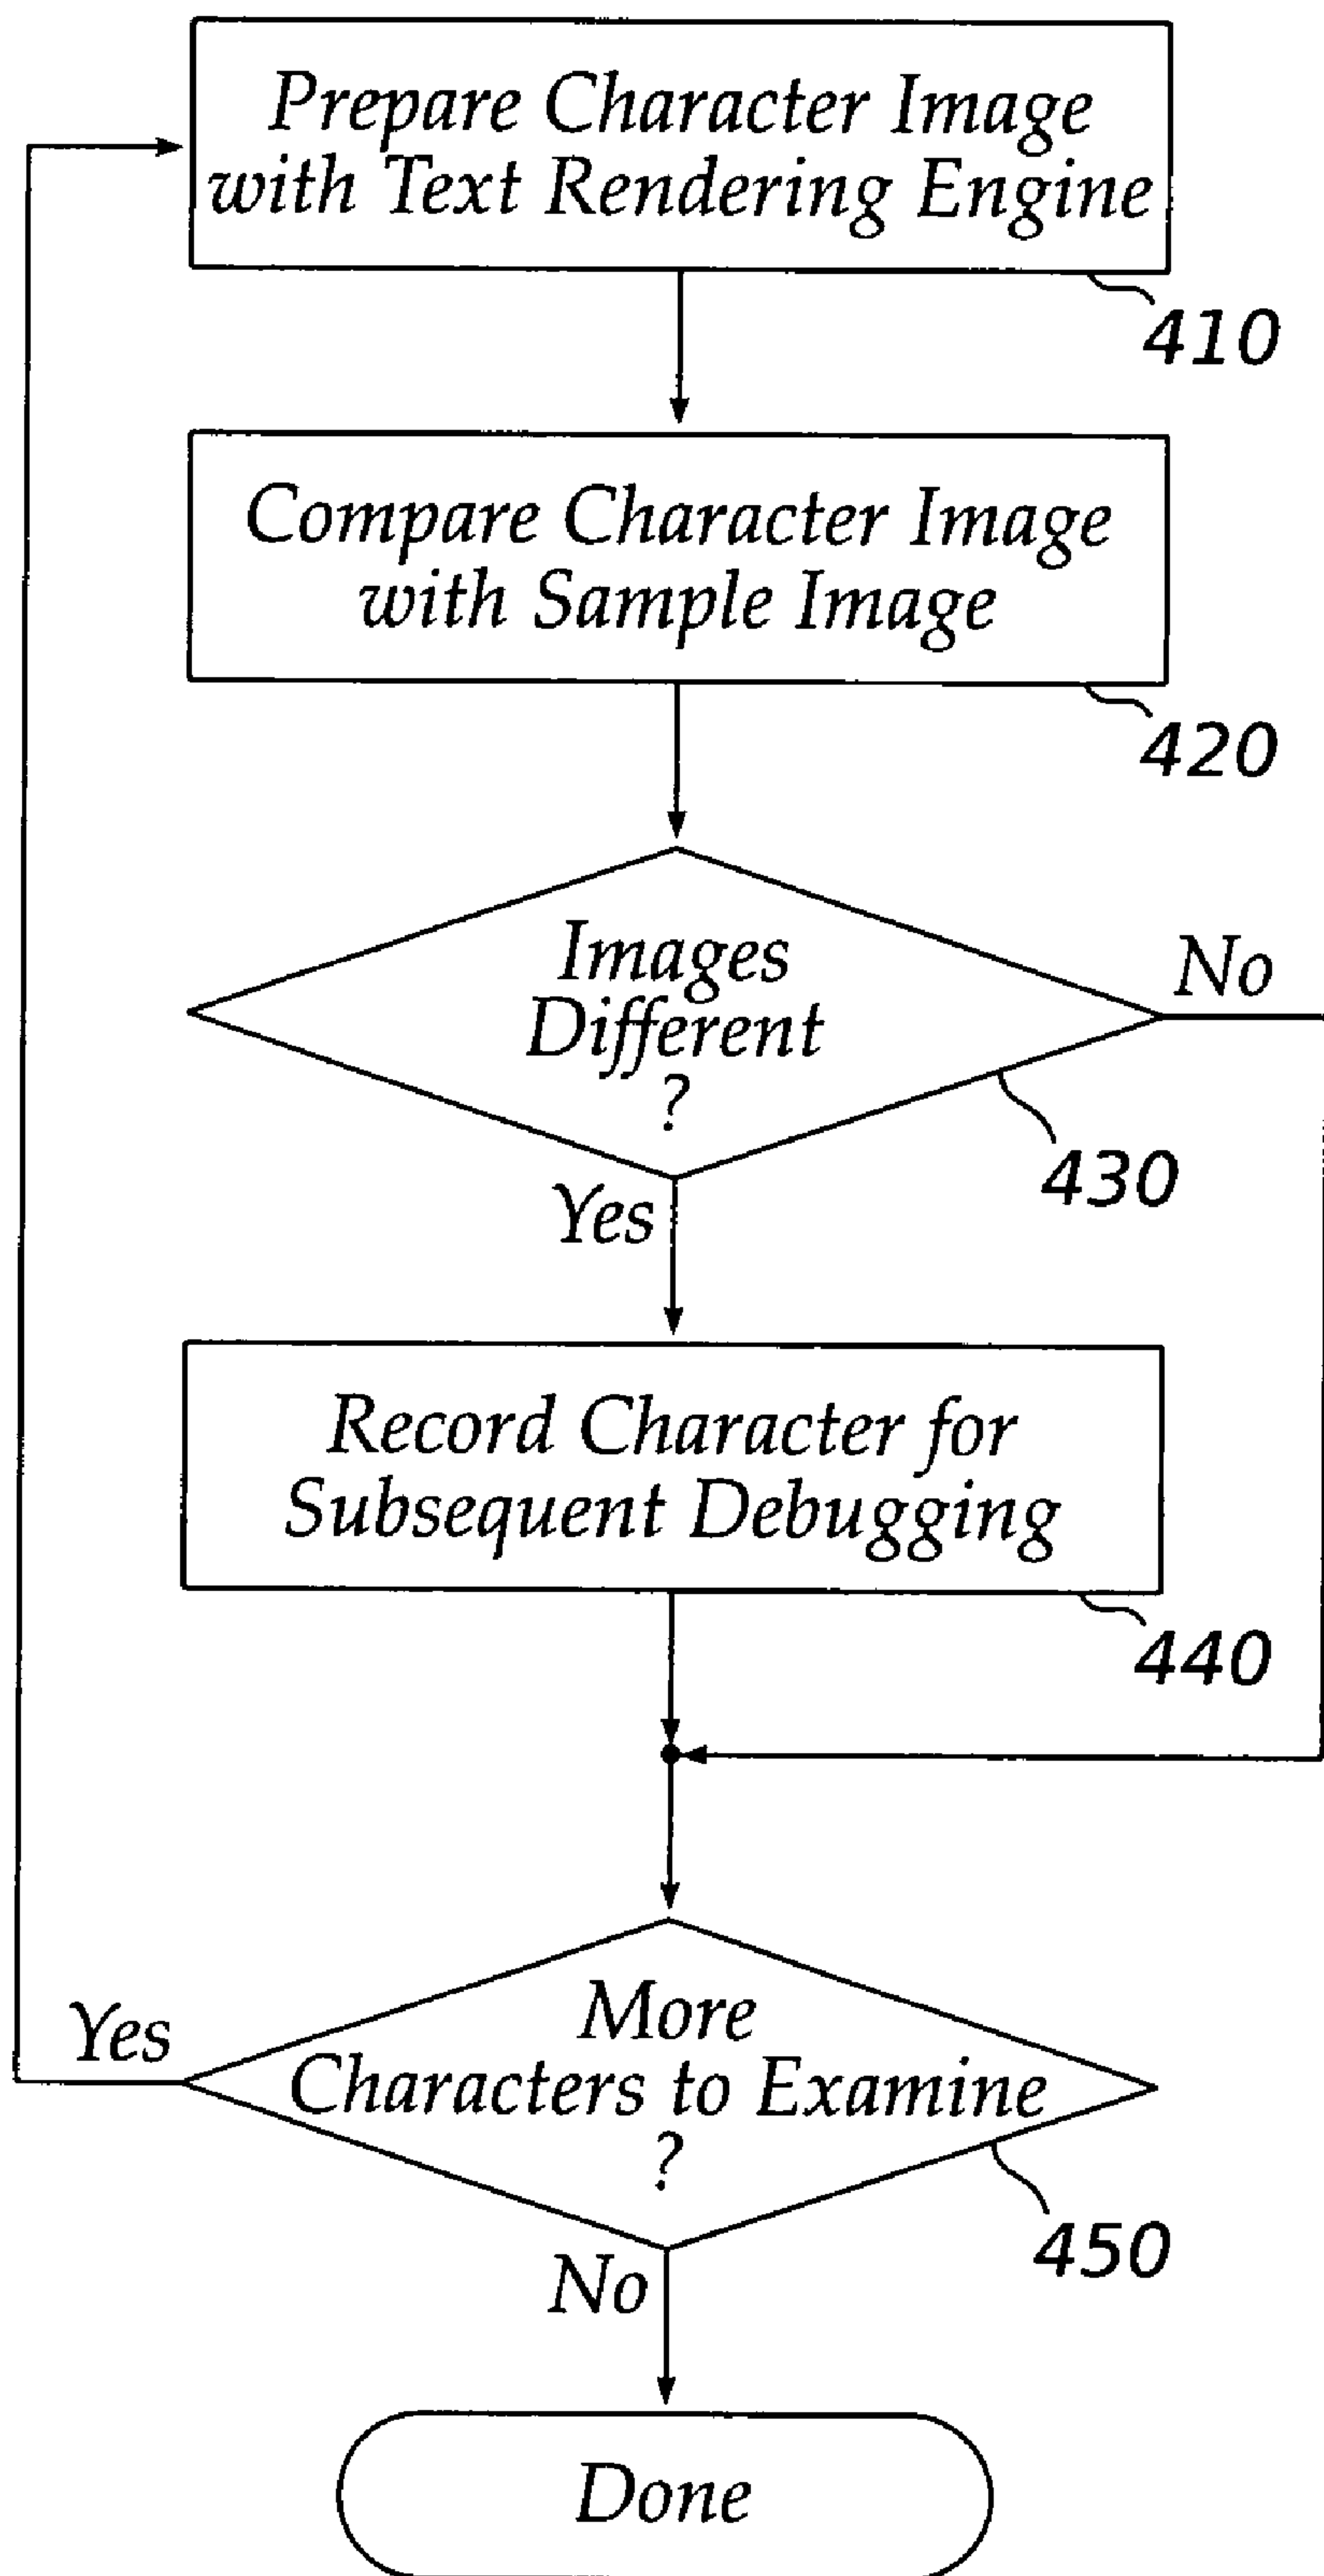 Prepare Character Image
with Text Rendering Engine
410
Compare Character Image
with Sample Image
420
Images
Different
?
No
430
Yes
Record Character for
Subsequent Debugging
440
More
Characters to Examine
?
Yes
450
No
Done